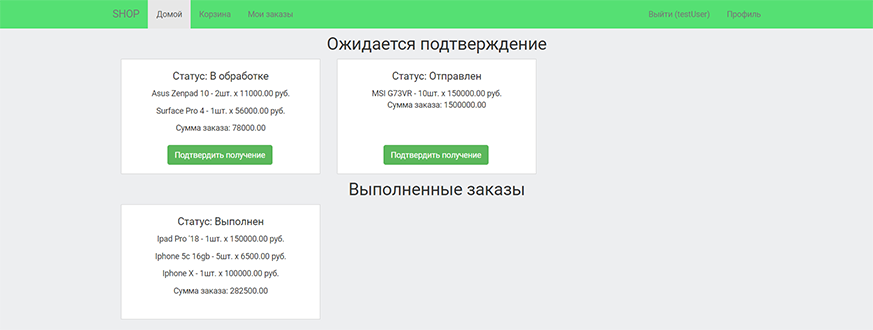 SHOP Домой Корзина Мои заказы Выйти (testUser) Профиль
Ожидается подтверждение
Статус: В обработке
Asus Zenpad 10 - 2шт. x 11000.00 руб.
Surface Pro 4 - 1шт. x 56000.00 руб.
Сумма заказа: 78000.00
Подтвердить получение
Статус: Отправлен
MSI G73VR - 10шт. x 150000.00 руб.
Сумма заказа: 1500000.00
Подтвердить получение
Выполненные заказы
Статус: Выполнен
Ipad Pro '18 - 1шт. x 150000.00 руб.
Iphone 5c 16gb - 5шт. x 6500.00 руб.
Iphone X - 1шт. x 100000.00 руб.
Сумма заказа: 282500.00